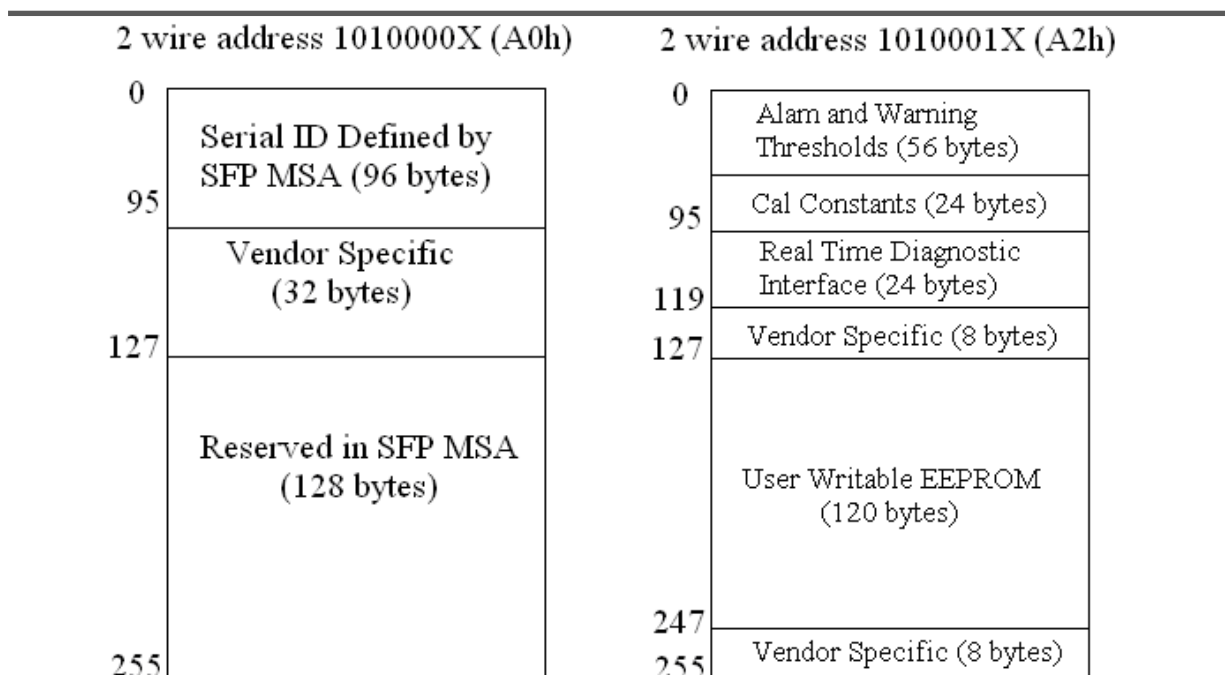 2 wire address 1010000X (A0h)
0
Serial ID Defined by
SFP MSA (96 bytes)
95
Vendor Specific
(32 bytes)
127
Reserved in SFP MSA
(128 bytes)
255
2 wire address 1010001X (A2h)
0
Alarm and Warning
Thresholds (56 bytes)
Cal Constants (24 bytes)
95
Real Time Diagnostic
Interface (24 bytes)
119
Vendor Specific (8 bytes)
127
User Writable EEPROM
(120 bytes)
247
Vendor Specific (8 bytes)
255